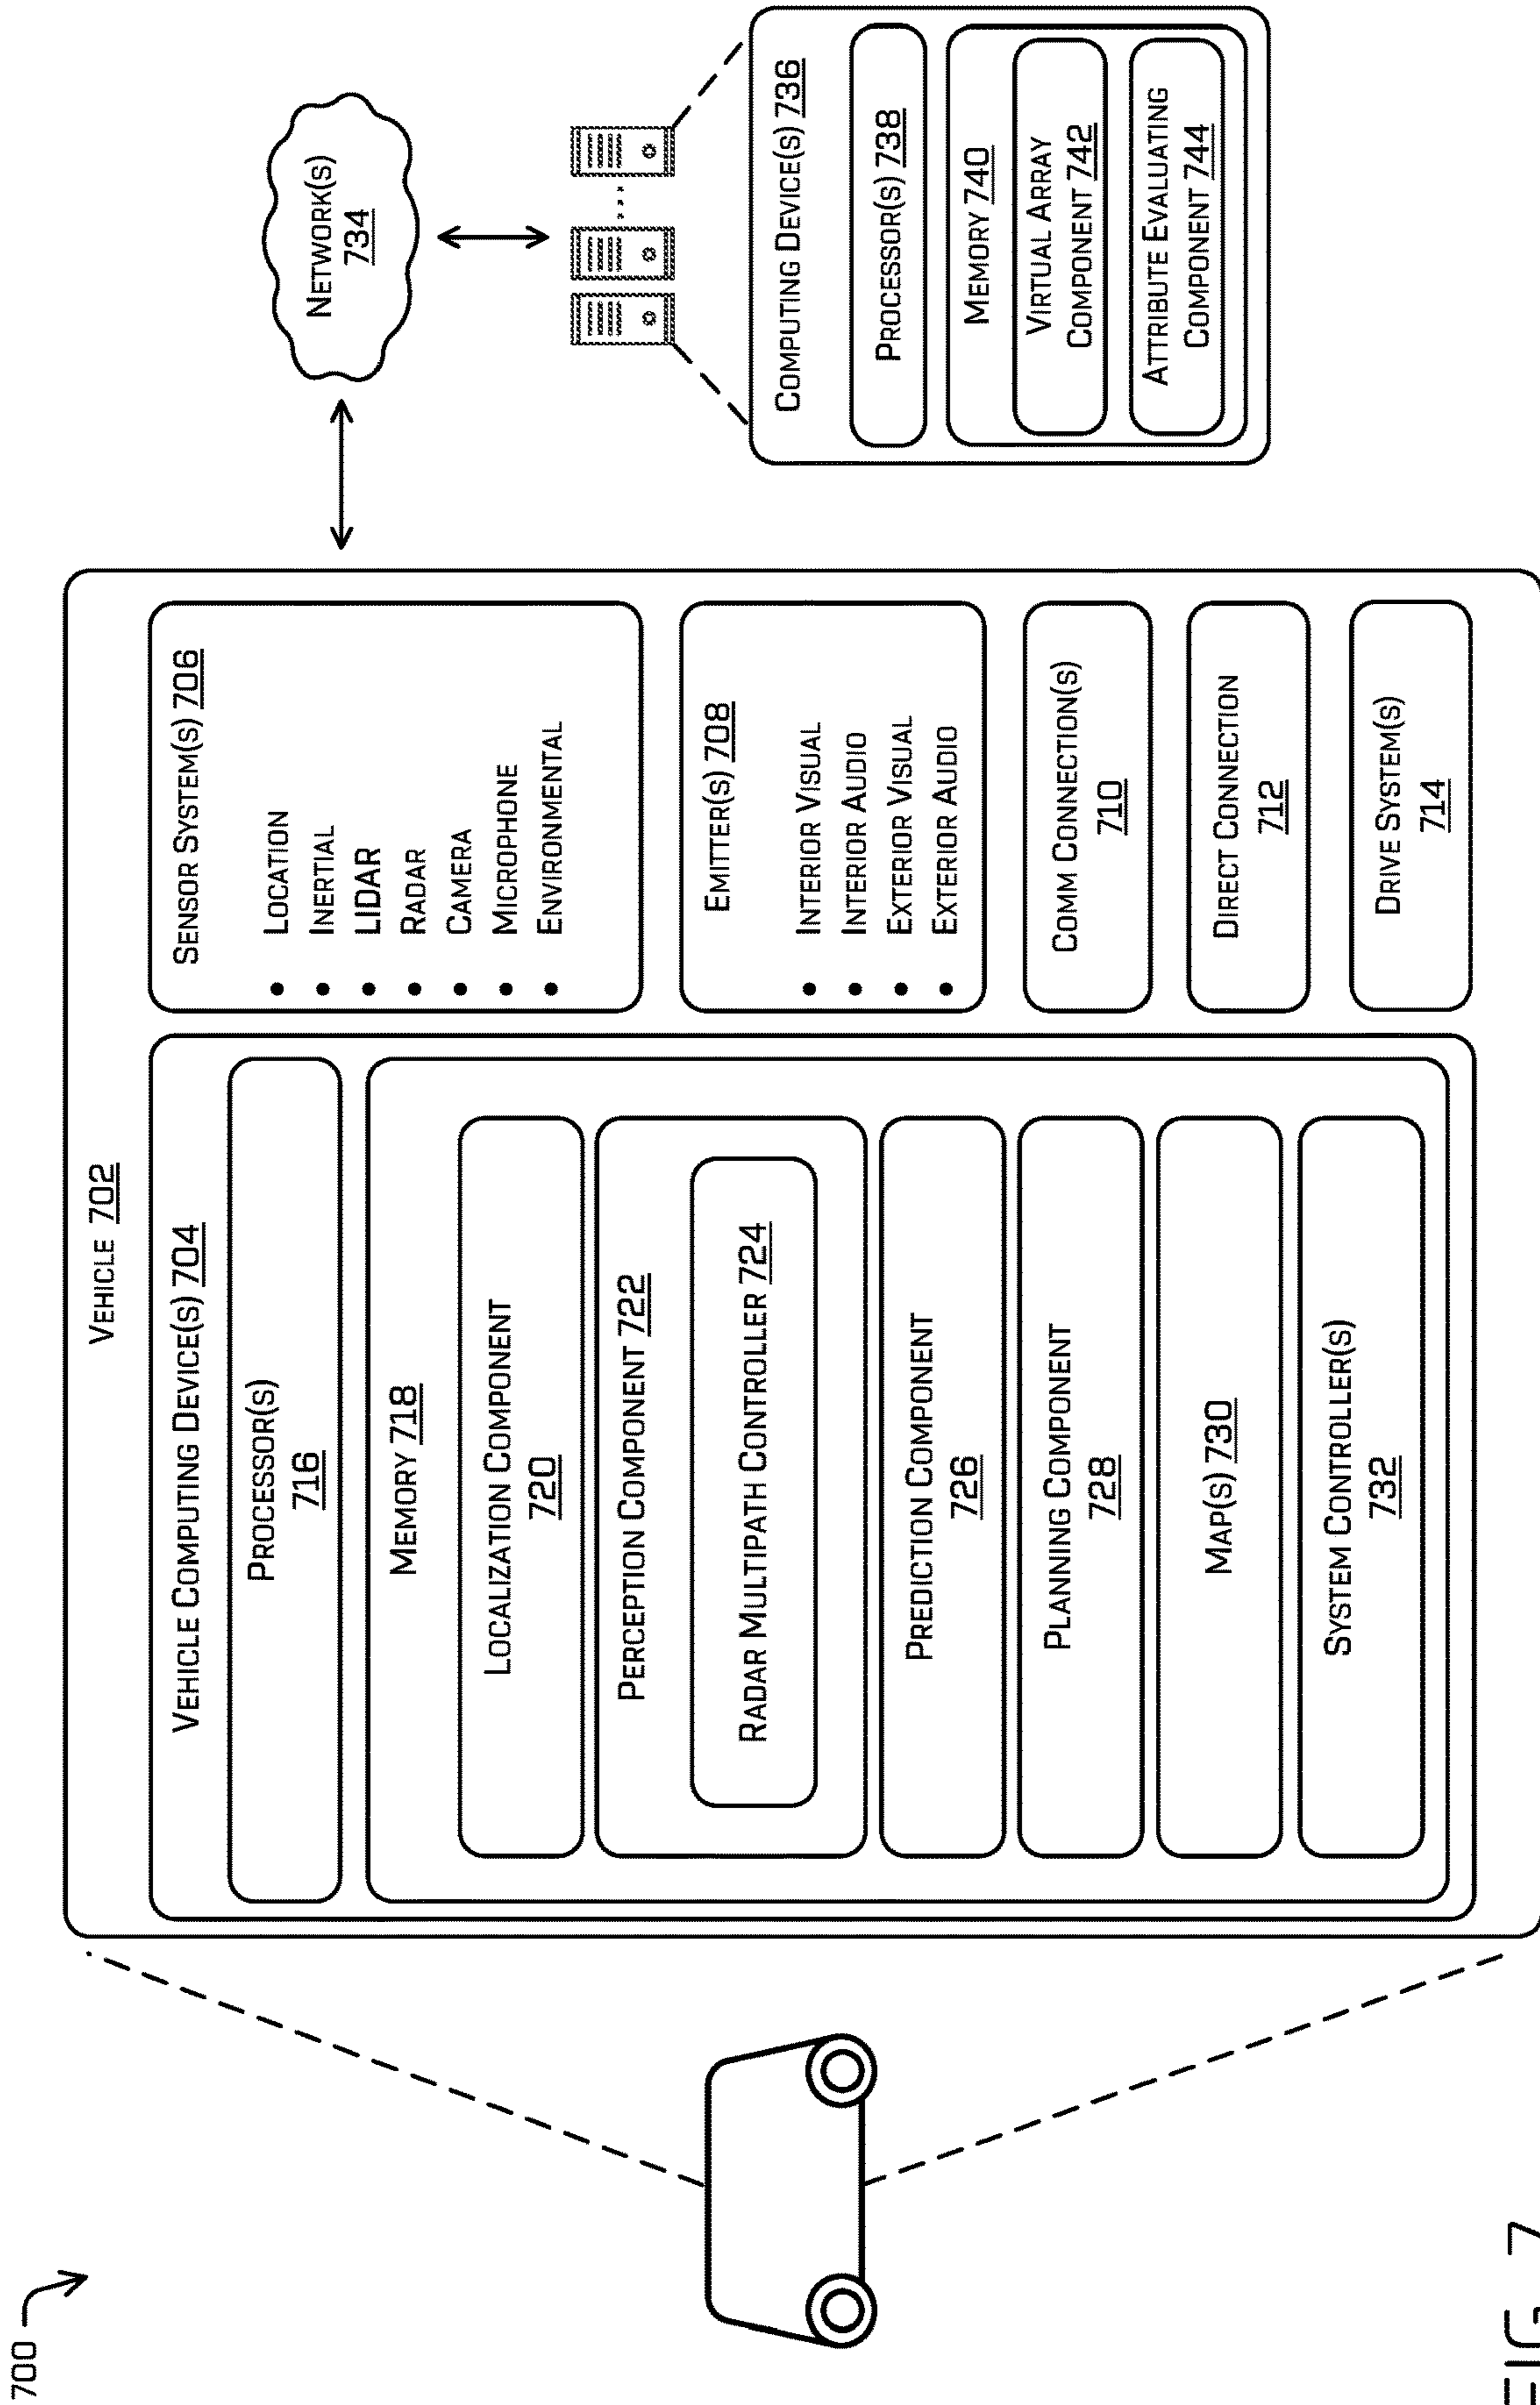 700
VEHICLE 702
VEHICLE COMPUTING DEVICE(S) 704
PROCESSOR(S)
716
MEMORY 718
LOCALIZATION COMPONENT
720
PERCEPTION COMPONENT 722
RADAR MULTIPATH CONTROLLER 724
PREDICTION COMPONENT
726
PLANNING COMPONENT
728
MAP(S) 730
SYSTEM CONTROLLER(S)
732
SENSOR SYSTEM(S) 706
• LOCATION
• INERTIAL
• LIDAR
• RADAR
• CAMERA
• MICROPHONE
• ENVIRONMENTAL
EMITTER(S) 708
• INTERIOR VISUAL
• INTERIOR AUDIO
• EXTERIOR VISUAL
• EXTERIOR AUDIO
COMM CONNECTION(S)
710
DIRECT CONNECTION
712
DRIVE SYSTEM(S)
714
NETWORK(S)
734
COMPUTING DEVICE(S) 736
PROCESSOR(S) 738
MEMORY 740
VIRTUAL ARRAY
COMPONENT 742
ATTRIBUTE EVALUATING
COMPONENT 744
FIG. 7